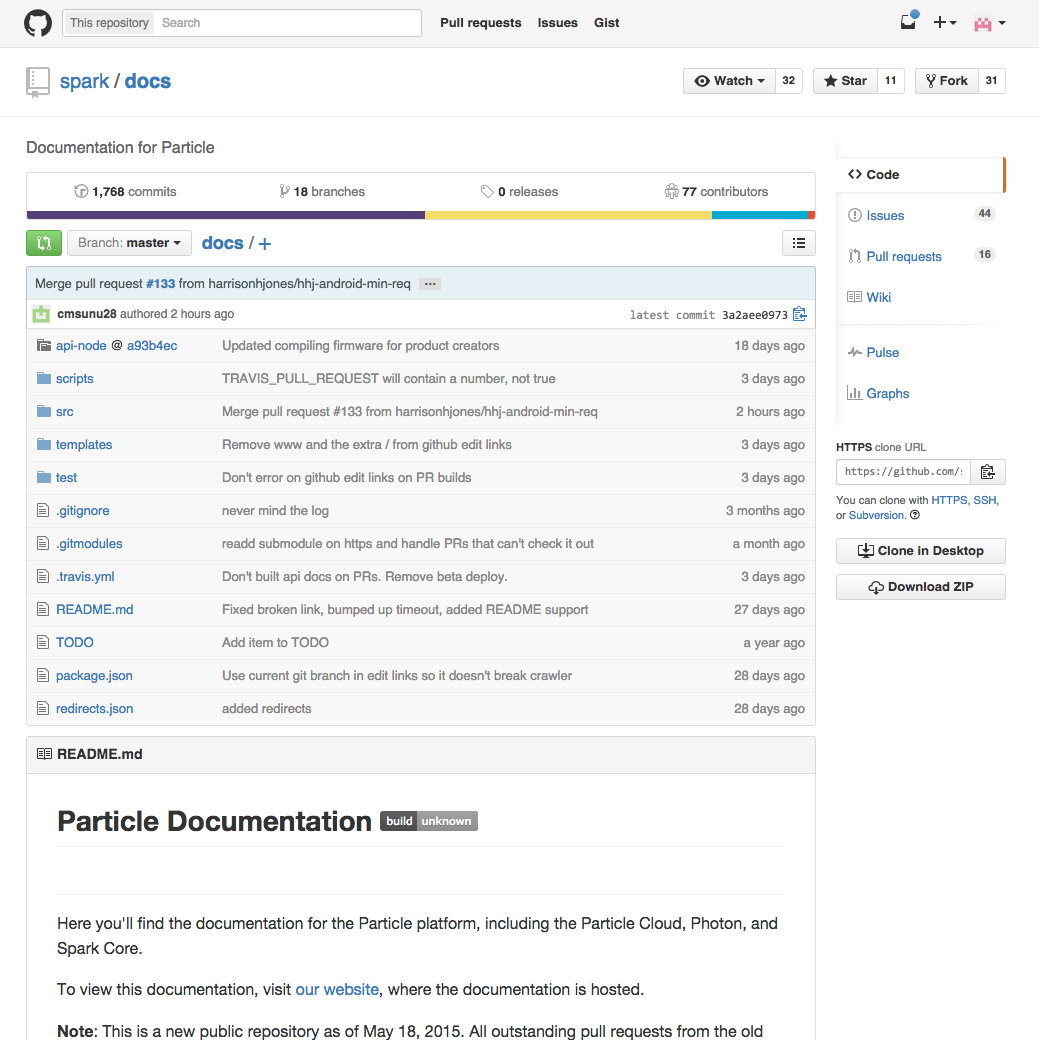 This repository Search Pull requests Issues Gist
spark / docs Watch 32 Star 11 Fork 31
Documentation for Particle
1,768 commits 18 branches 0 releases 77 contributors
Branch: master docs / +
Merge pull request #133 from harrisonhjones/hhj-android-min-req ...
cmsunu28 authored 2 hours ago latest commit 3a2aee0973
api-node @ a93b4ec Updated compiling firmware for product creators 18 days ago
scripts TRAVIS_PULL_REQUEST will contain a number, not true 3 days ago
src Merge pull request #133 from harrisonhjones/hhj-android-min-req 2 hours ago
templates Remove www and the extra / from github edit links 3 days ago
test Don't error on github edit links on PR builds 3 days ago
.gitignore never mind the log 3 months ago
.gitmodules readd submodule on https and handle PRs that can't check it out a month ago
.travis.yml Don't built api docs on PRs. Remove beta deploy. 3 days ago
README.md Fixed broken link, bumped up timeout, added README support 27 days ago
TODO Add item to TODO a year ago
package.json Use current git branch in edit links so it doesn't break crawler 28 days ago
redirects.json added redirects 28 days ago
Code
Issues 44
Pull requests 16
Wiki
Pulse
Graphs
HTTPS clone URL
https://github.com/
You can clone with HTTPS, SSH,
or Subversion.
Clone in Desktop
Download ZIP
README.md
Particle Documentation build unknown
Here you'll find the documentation for the Particle platform, including the Particle Cloud, Photon, and
Spark Core.
To view this documentation, visit our website, where the documentation is hosted.
Note: This is a new public repository as of May 18, 2015. All outstanding pull requests from the old